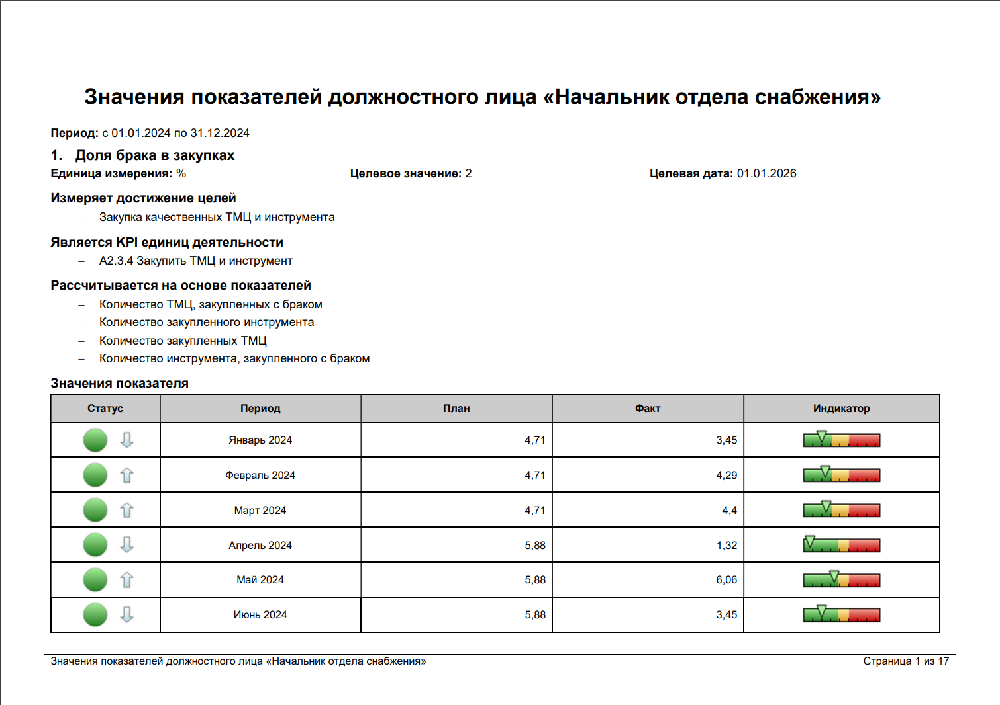 Значения показателей должностного лица «Начальник отдела снабжения»
Период: с 01.01.2024 по 31.12.2024
1. Доля брака в закупках
Единица измерения: % Целевое значение: 2 Целевая дата: 01.01.2026
Измеряет достижение целей
– Закупка качественных ТМЦ и инструмента
Является KPI единиц деятельности
– А2.3.4 Закупить ТМЦ и инструмент
Рассчитывается на основе показателей
– Количество ТМЦ, закупленных с браком
– Количество закупленного инструмента
– Количество закупленных ТМЦ
– Количество инструмента, закупленного с браком
Значения показателя
Статус Период План Факт Индикатор
Январь 2024 4,71 3,45
Февраль 2024 4,71 4,29
Март 2024 4,71 4,4
Апрель 2024 5,88 1,32
Май 2024 5,88 6,06
Июнь 2024 5,88 3,45
Значения показателей должностного лица «Начальник отдела снабжения» Страница 1 из 17